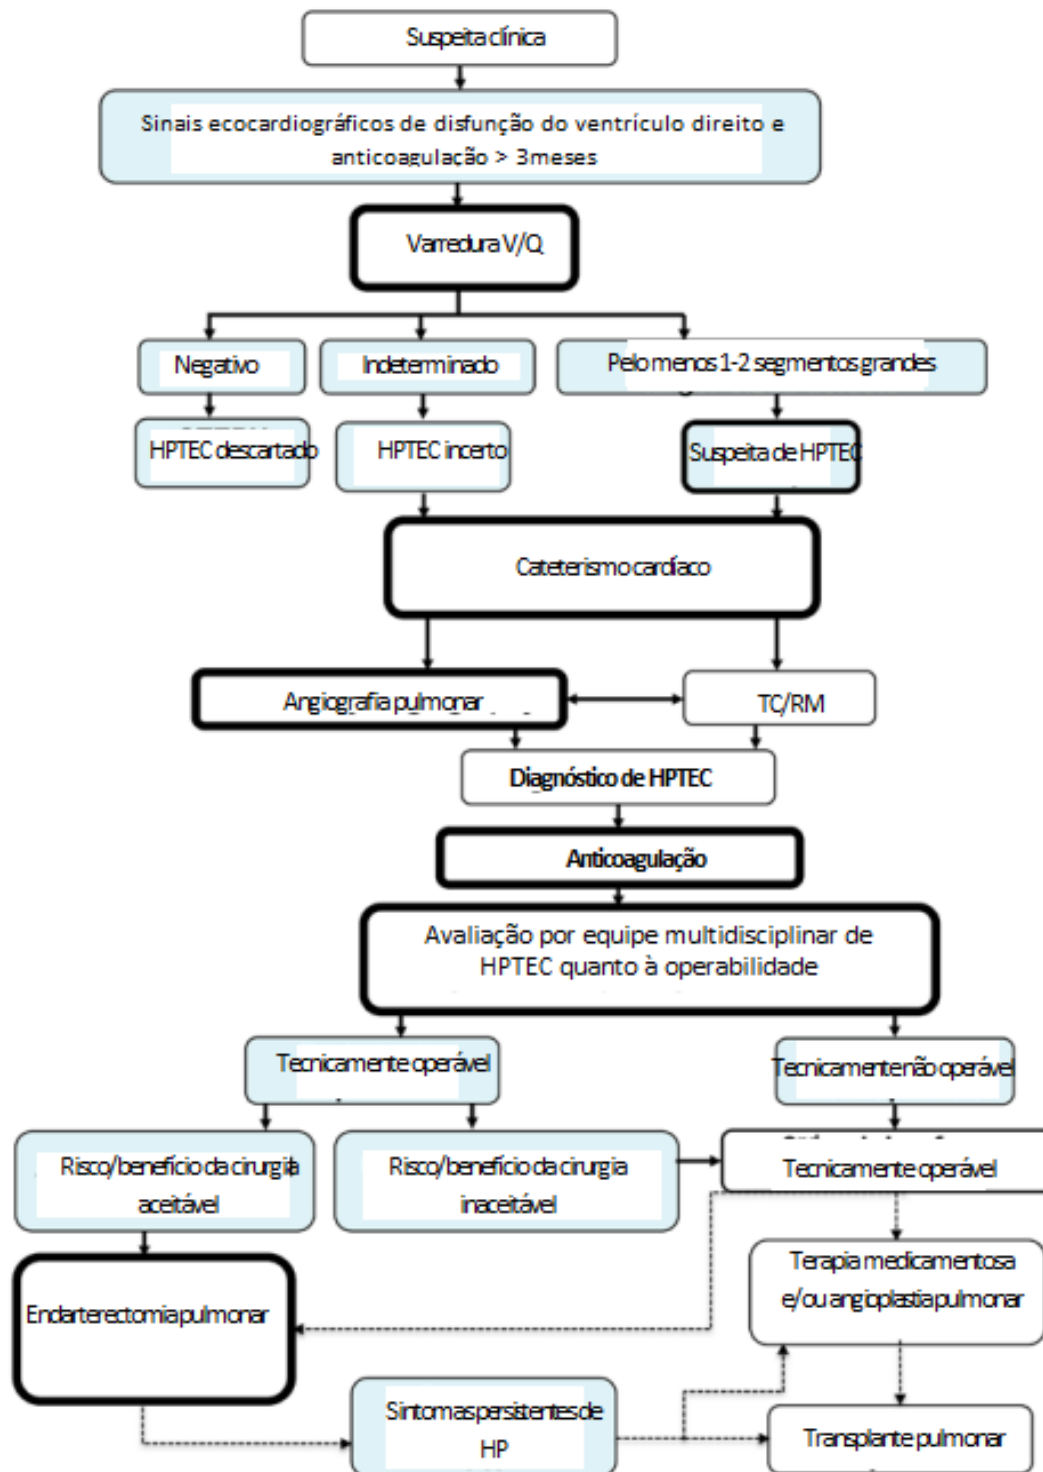 Suspeita clínica
Sinais ecocardiográficos de disfunção do ventrículo direito e
anticoagulação > 3meses
Varredura V/Q
Negativo
Indeterminado
Pelo menos 1-2 segmentos grandes
HPTEC descartado
HPTEC incerto
Suspeita de HPTEC
Cateterismo cardíaco
Angiografia pulmonar
TC/RM
Diagnóstico de HPTEC
Anticoagulação
Avaliação por equipe multidisciplinar de
HPTEC quanto à operabilidade
Tecnicamente operável
Tecnicamente não operável
Risco/benefício da cirurgia
aceitável
Risco/benefício da cirurgia
inaceitável
Tecnicamente operável
Terapia medicamentosa
e/ou angioplastia pulmonar
Endarterectomia pulmonar
Sintomas persistentes de
HP
Transplante pulmonar